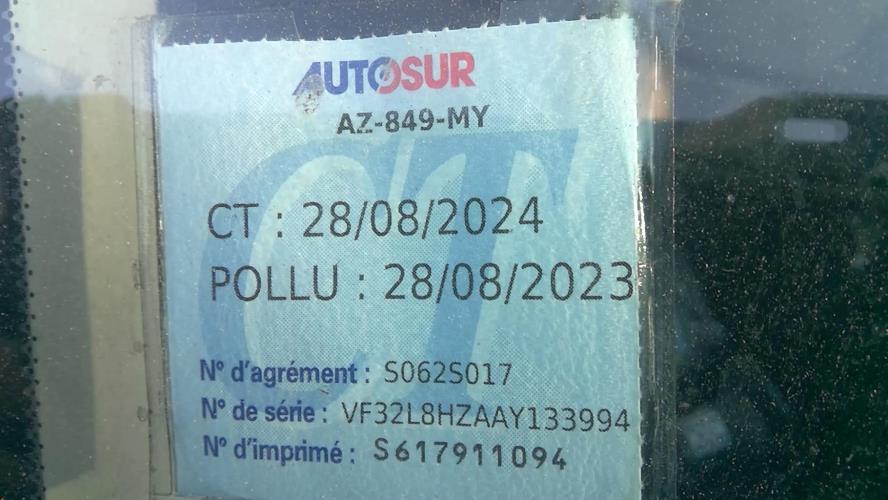 AUTOSUR
AZ-849-MY
CT
CT : 28/08/2024
POLLU : 28/08/2023
N° d'agrément : S062S017
N° de série : VF32L8HZAAY133994
N° d'imprimé : S617911094